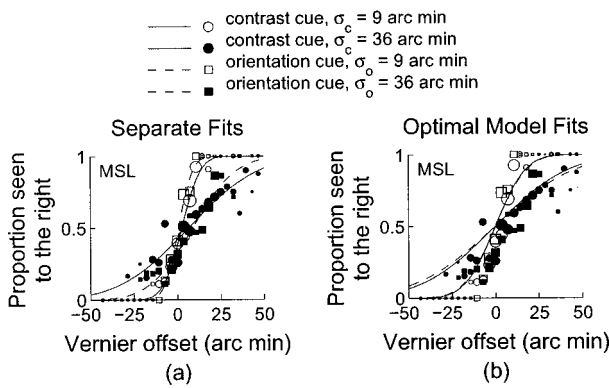 contrast cue, σc = 9 arc min
contrast cue, σc = 36 arc min
orientation cue, σo = 9 arc min
orientation cue, σo = 36 arc min
Separate Fits
Optimal Model Fits
MSL
MSL
Proportion seen to the right
Proportion seen to the right
1
0.5
0
1
0.5
0
−50 −25 0 25 50
−50 −25 0 25 50
Vernier offset (arc min)
Vernier offset (arc min)
(a)
(b)